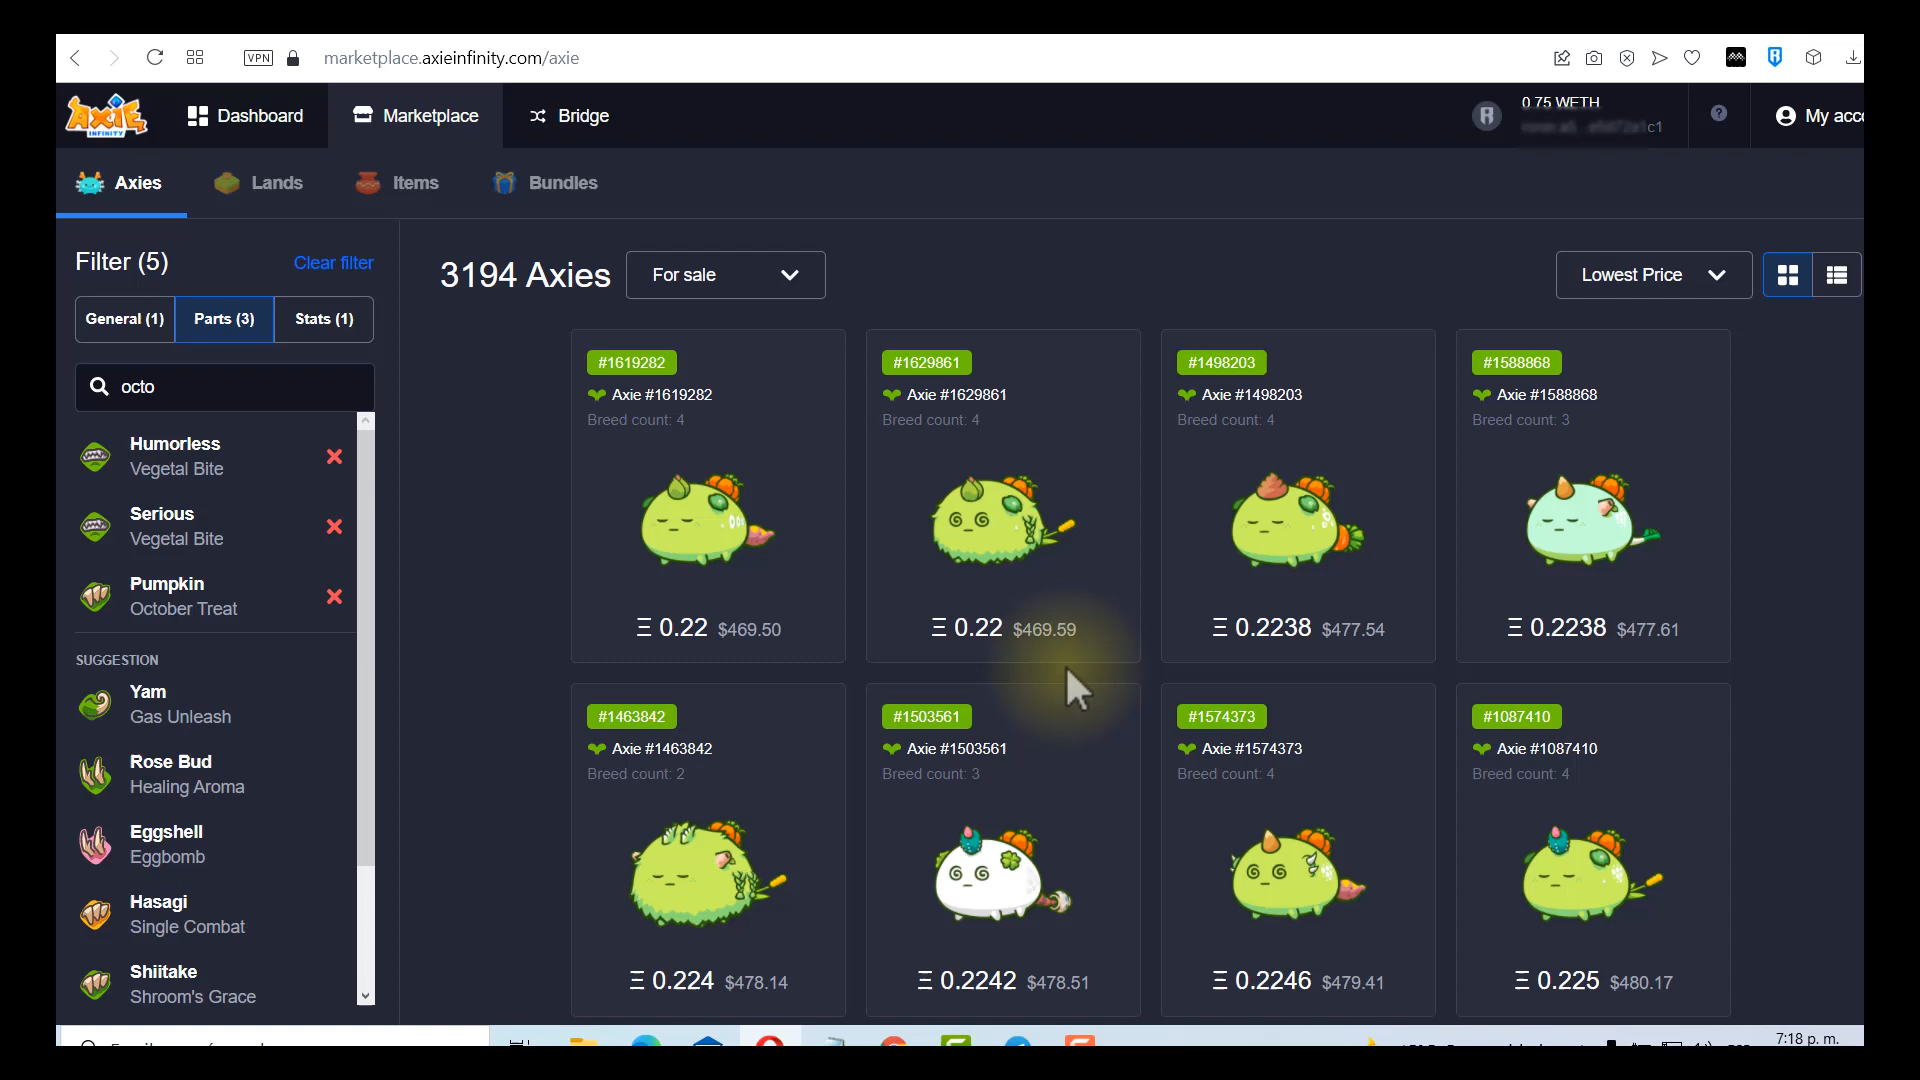 VPN marketplace.axieinfinity.com/axie
AXIE INFINITY Dashboard Marketplace Bridge 0.75 WETH My acco
c1
Axies Lands Items Bundles
Filter (5) Clear filter
3194 Axies For sale Lowest Price
General (1) Parts (3) Stats (1)
octo
Humorless
Vegetal Bite
Serious
Vegetal Bite
Pumpkin
October Treat
SUGGESTION
Yam
Gas Unleash
Rose Bud
Healing Aroma
Eggshell
Eggbomb
Hasagi
Single Combat
Shiitake
Shroom's Grace
#1619282
Axie #1619282
Breed count: 4
Ξ 0.22 $469.50
#1629861
Axie #1629861
Breed count: 4
Ξ 0.22 $469.59
#1498203
Axie #1498203
Breed count: 4
Ξ 0.2238 $477.54
#1588868
Axie #1588868
Breed count: 3
Ξ 0.2238 $477.61
#1463842
Axie #1463842
Breed count: 2
Ξ 0.224 $478.14
#1503561
Axie #1503561
Breed count: 3
Ξ 0.2242 $478.51
#1574373
Axie #1574373
Breed count: 4
Ξ 0.2246 $479.41
#1087410
Axie #1087410
Breed count: 4
Ξ 0.225 $480.17
7:18 p. m.